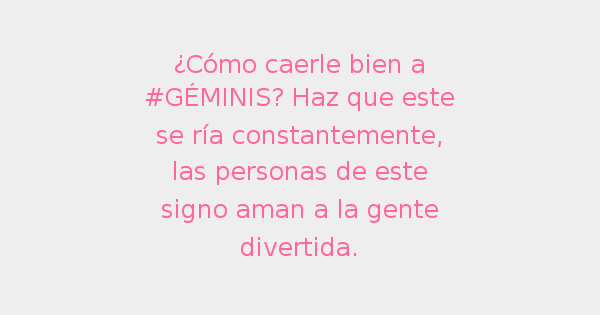 ¿Cómo caerle bien a
#GÉMINIS? Haz que este
se ría constantemente,
las personas de este
signo aman a la gente
divertida.